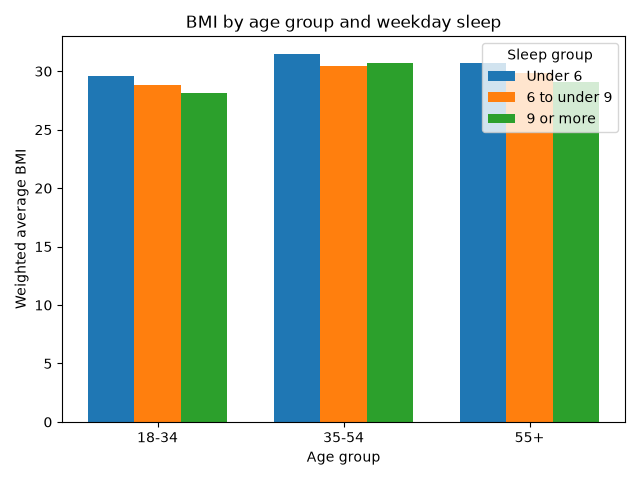 BMI by age group and weekday sleep
Sleep group
Under 6
6 to under 9
9 or more
Weighted average BMI
30
25
20
15
10
5
0
18-34
35-54
55+
Age group